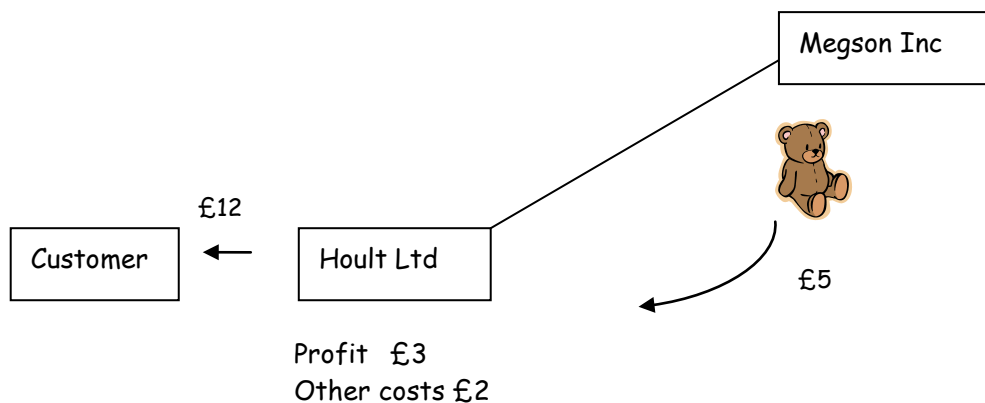 Megson Inc
£12
Customer
Hoult Ltd
£5
Profit £3
Other costs £2